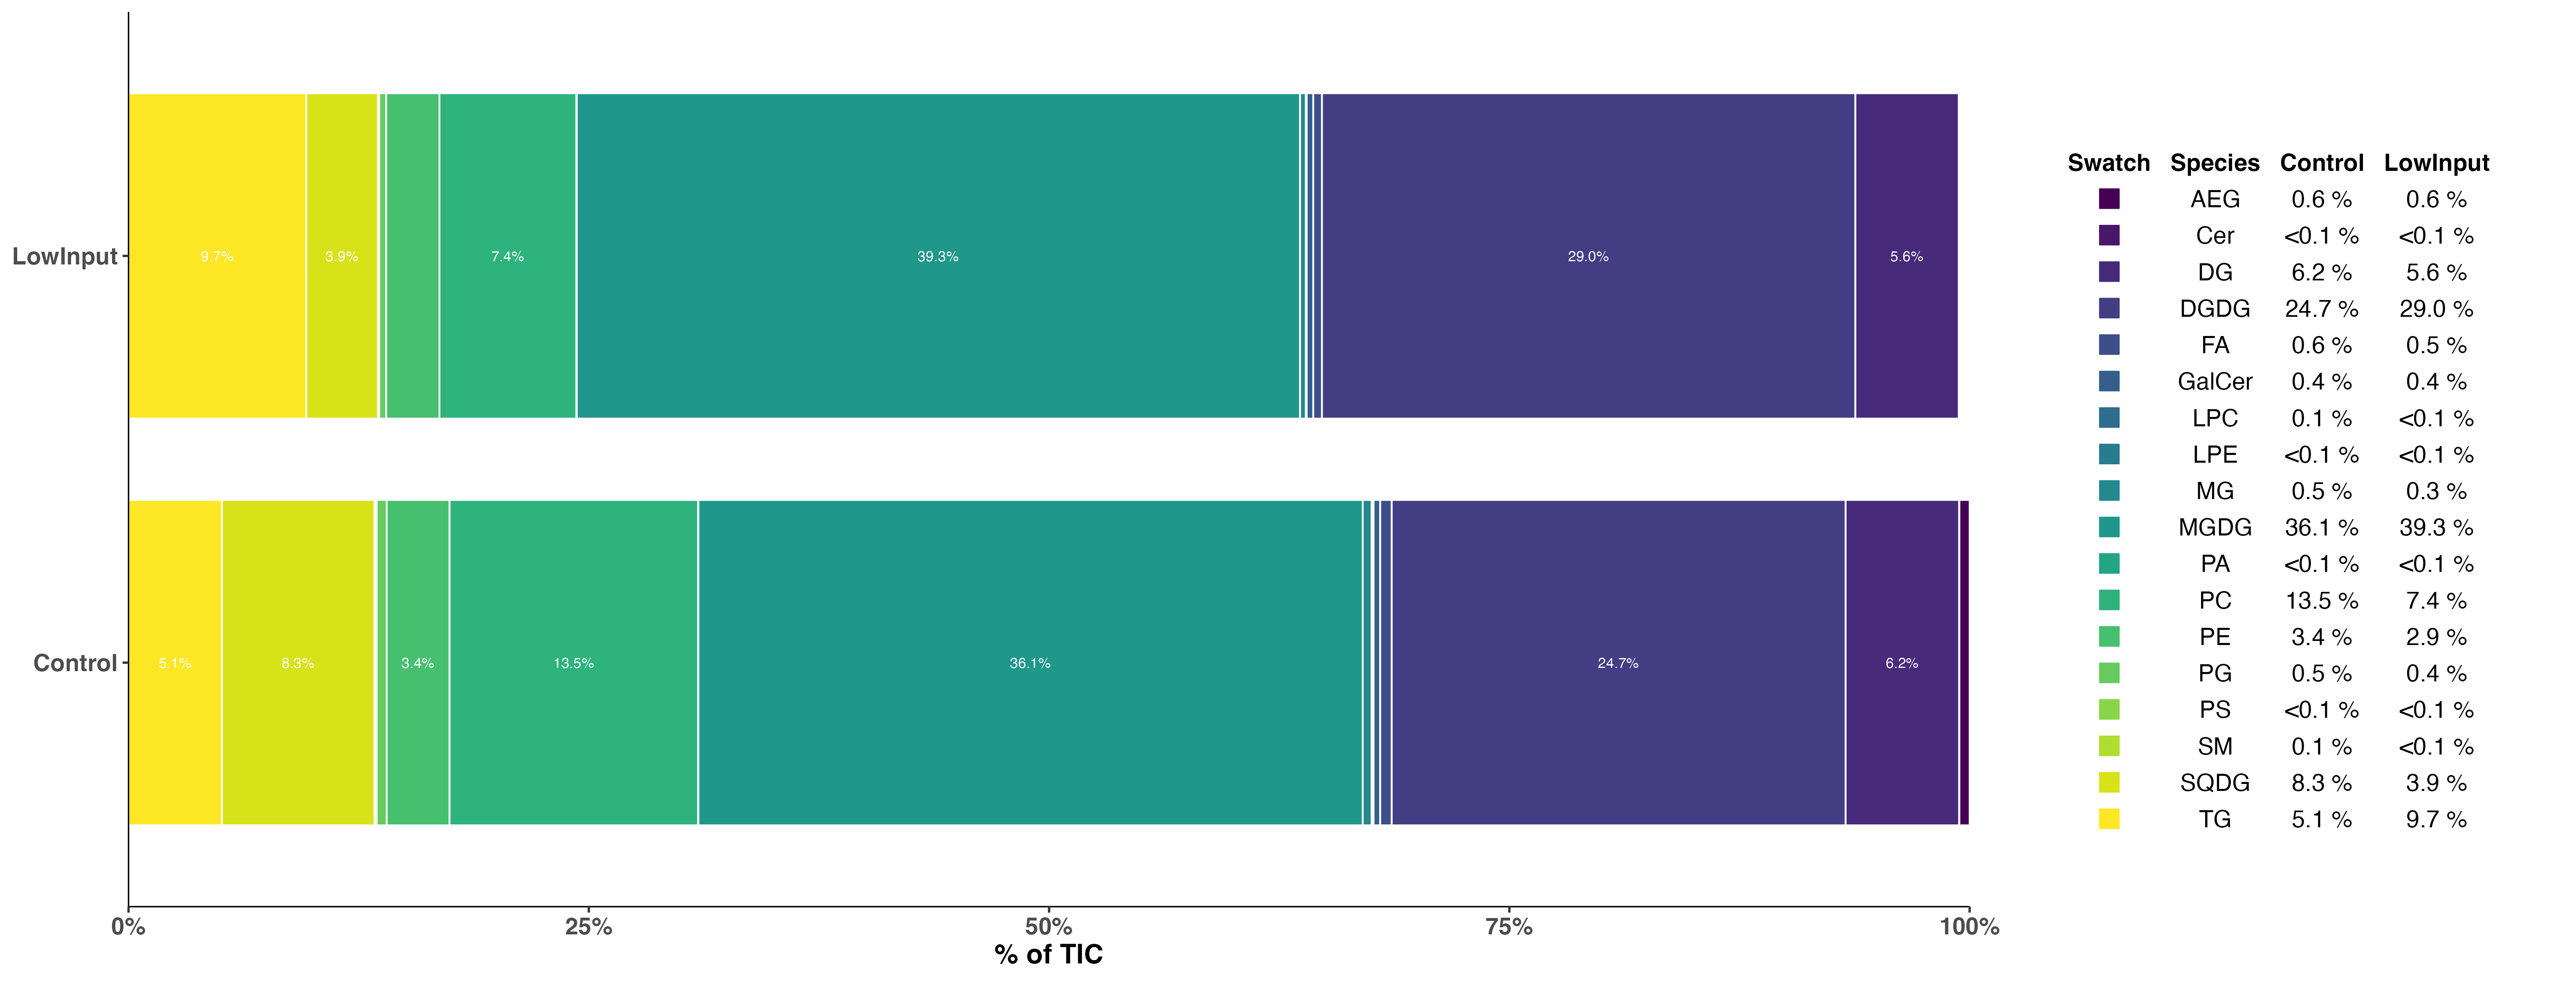 Swatch Species Control LowInput
AEG 0.6 % 0.6 %
Cer <0.1 % <0.1 %
DG 6.2 % 5.6 %
DGDG 24.7 % 29.0 %
FA 0.6 % 0.5 %
GalCer 0.4 % 0.4 %
LPC 0.1 % <0.1 %
LPE <0.1 % <0.1 %
MG 0.5 % 0.3 %
MGDG 36.1 % 39.3 %
PA <0.1 % <0.1 %
PC 13.5 % 7.4 %
PE 3.4 % 2.9 %
PG 0.5 % 0.4 %
PS <0.1 % <0.1 %
SM 0.1 % <0.1 %
SQDG 8.3 % 3.9 %
TG 5.1 % 9.7 %
LowInput 9.7% 3.9% 7.4% 39.3% 29.0% 5.6%
Control 5.1% 8.3% 3.4% 13.5% 36.1% 24.7% 6.2%
0% 25% 50% 75% 100%
% of TIC